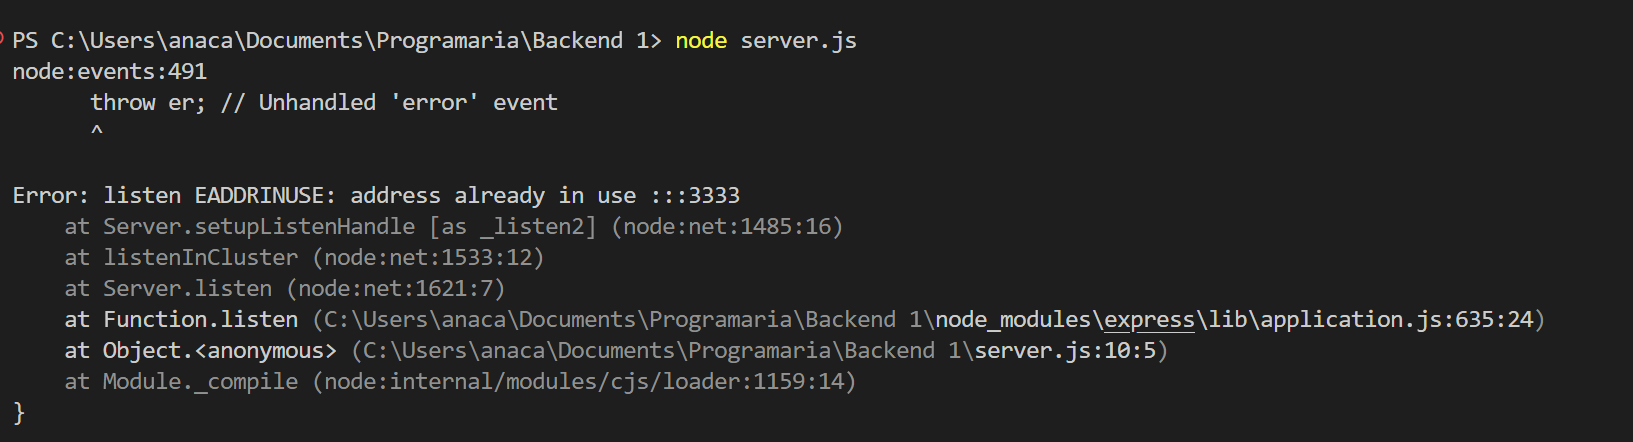 PS C:\Users\anaca\Documents\Programaria\Backend 1> node server.js
node:events:491
      throw er; // Unhandled 'error' event
      ^

Error: listen EADDRINUSE: address already in use :::3333
    at Server.setupListenHandle [as _listen2] (node:net:1485:16)
    at listenInCluster (node:net:1533:12)
    at Server.listen (node:net:1621:7)
    at Function.listen (C:\Users\anaca\Documents\Programaria\Backend 1\node_modules\express\lib\application.js:635:24)
    at Object.<anonymous> (C:\Users\anaca\Documents\Programaria\Backend 1\server.js:10:5)
    at Module._compile (node:internal/modules/cjs/loader:1159:14)
}